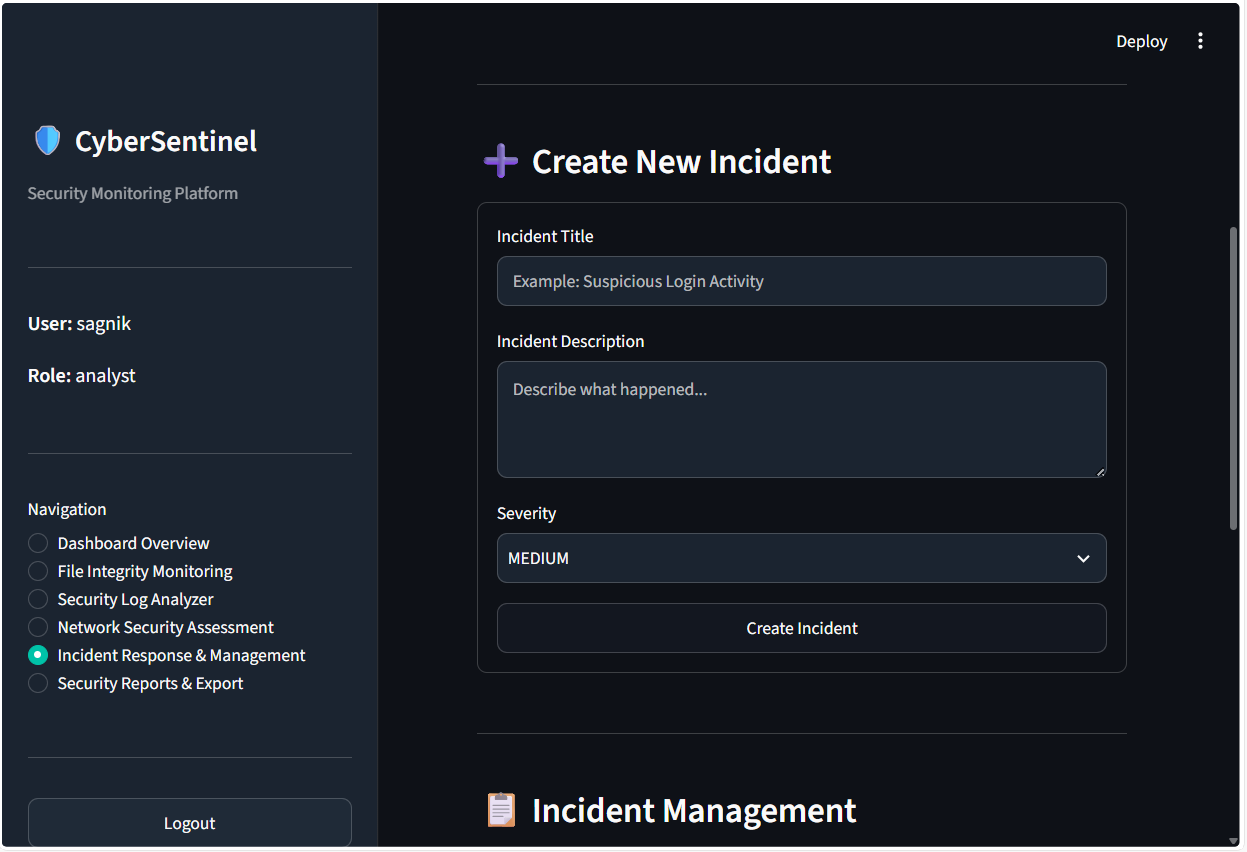 Deploy
CyberSentinel
Security Monitoring Platform
User: sagnik
Role: analyst
Navigation
Dashboard Overview
File Integrity Monitoring
Security Log Analyzer
Network Security Assessment
Incident Response & Management
Security Reports & Export
Logout
Create New Incident
Incident Title
Example: Suspicious Login Activity
Incident Description
Describe what happened...
Severity
MEDIUM
Create Incident
Incident Management